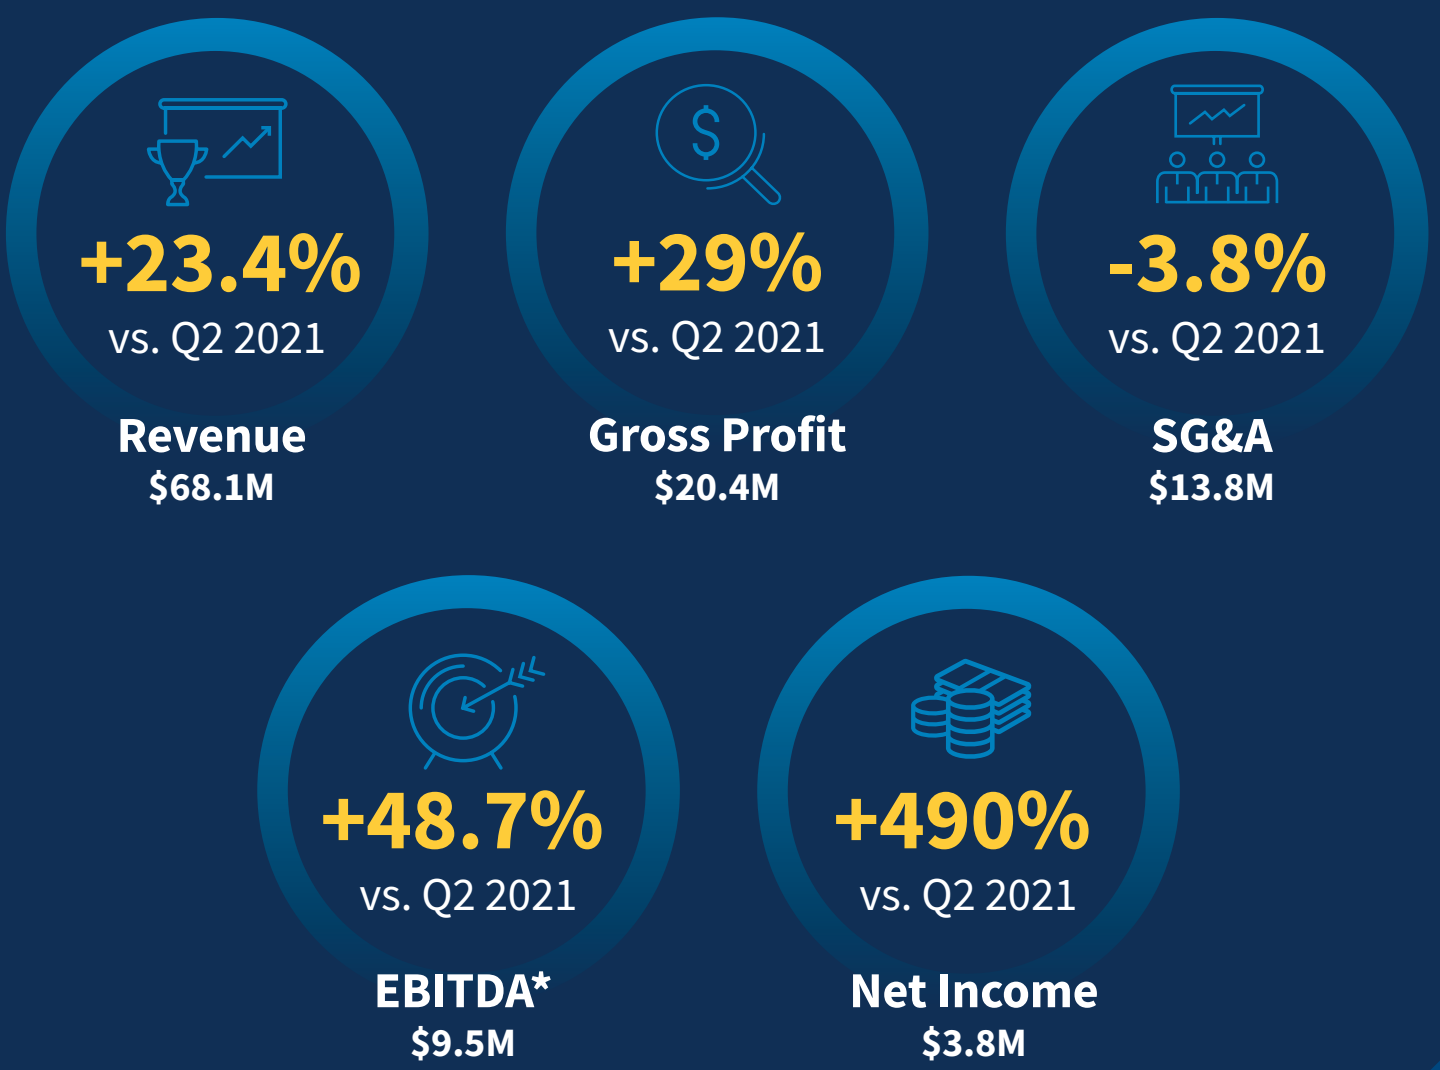 +23.4%
vs. Q2 2021
Revenue
$68.1M
+29%
vs. Q2 2021
Gross Profit
$20.4M
-3.8%
vs. Q2 2021
SG&A
$13.8M
+48.7%
vs. Q2 2021
EBITDA*
$9.5M
+490%
vs. Q2 2021
Net Income
$3.8M